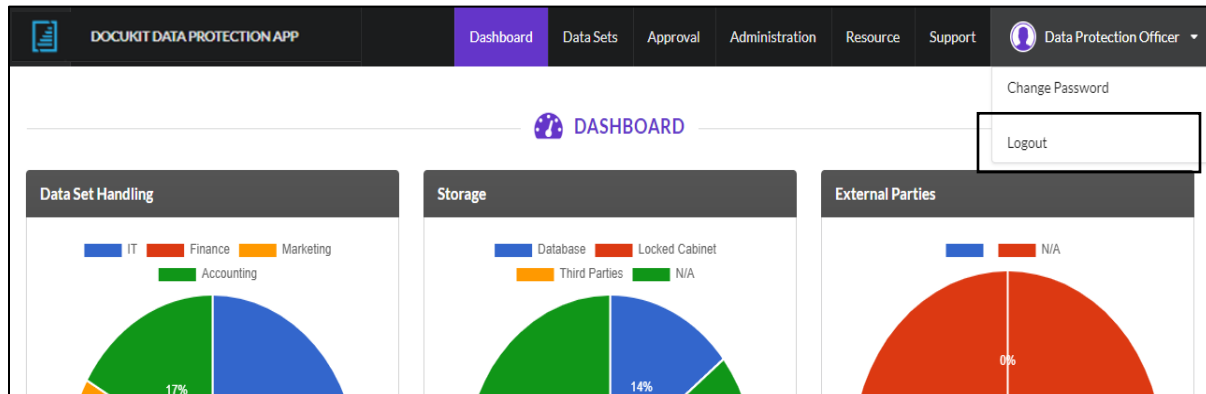 DOCUKIT DATA PROTECTION APP
Dashboard Data Sets Approval Administration Resource Support Data Protection Officer
Change Password
Logout
DASHBOARD
Data Set Handling
IT Finance Marketing
Accounting
17%
Storage
Database Locked Cabinet
Third Parties N/A
14%
External Parties
N/A
0%